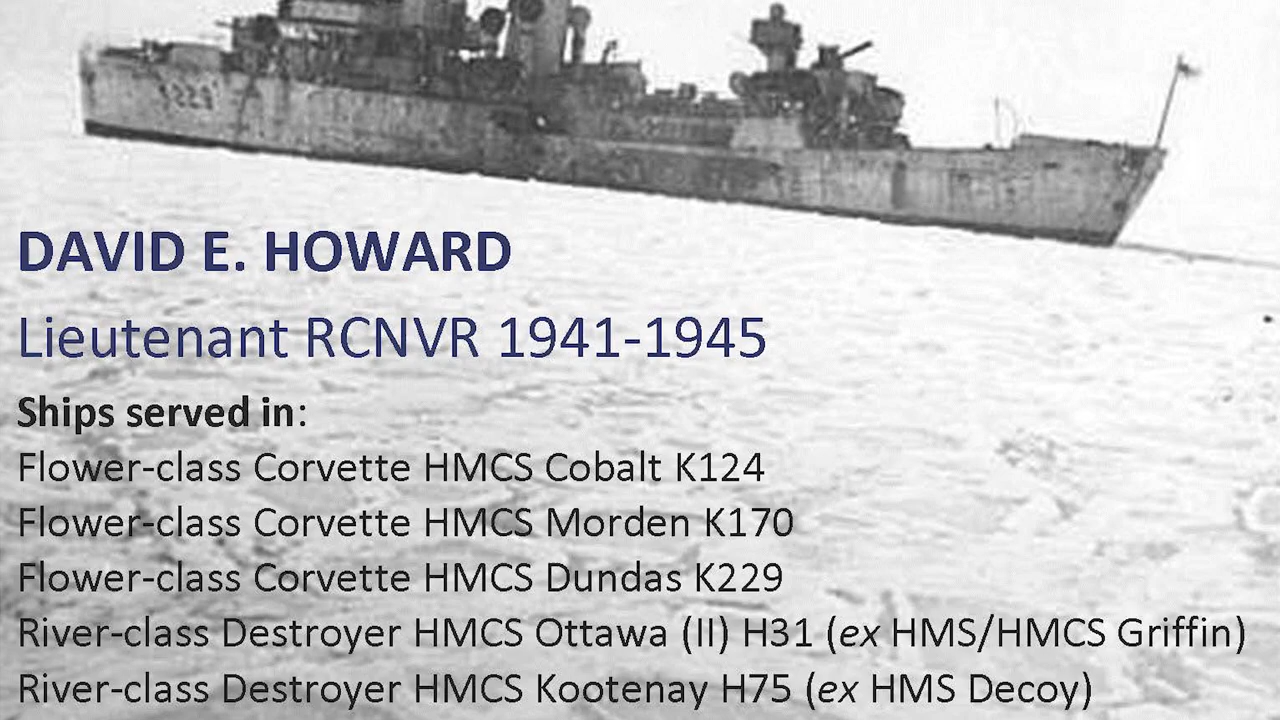 DAVID E. HOWARD
Lieutenant RCNVR 1941-1945
Ships served in:
Flower-class Corvette HMCS Cobalt K124
Flower-class Corvette HMCS Morden K170
Flower-class Corvette HMCS Dundas K229
River-class Destroyer HMCS Ottawa (II) H31 (ex HMS/HMCS Griffin)
River-class Destroyer HMCS Kootenay H75 (ex HMS Decoy)